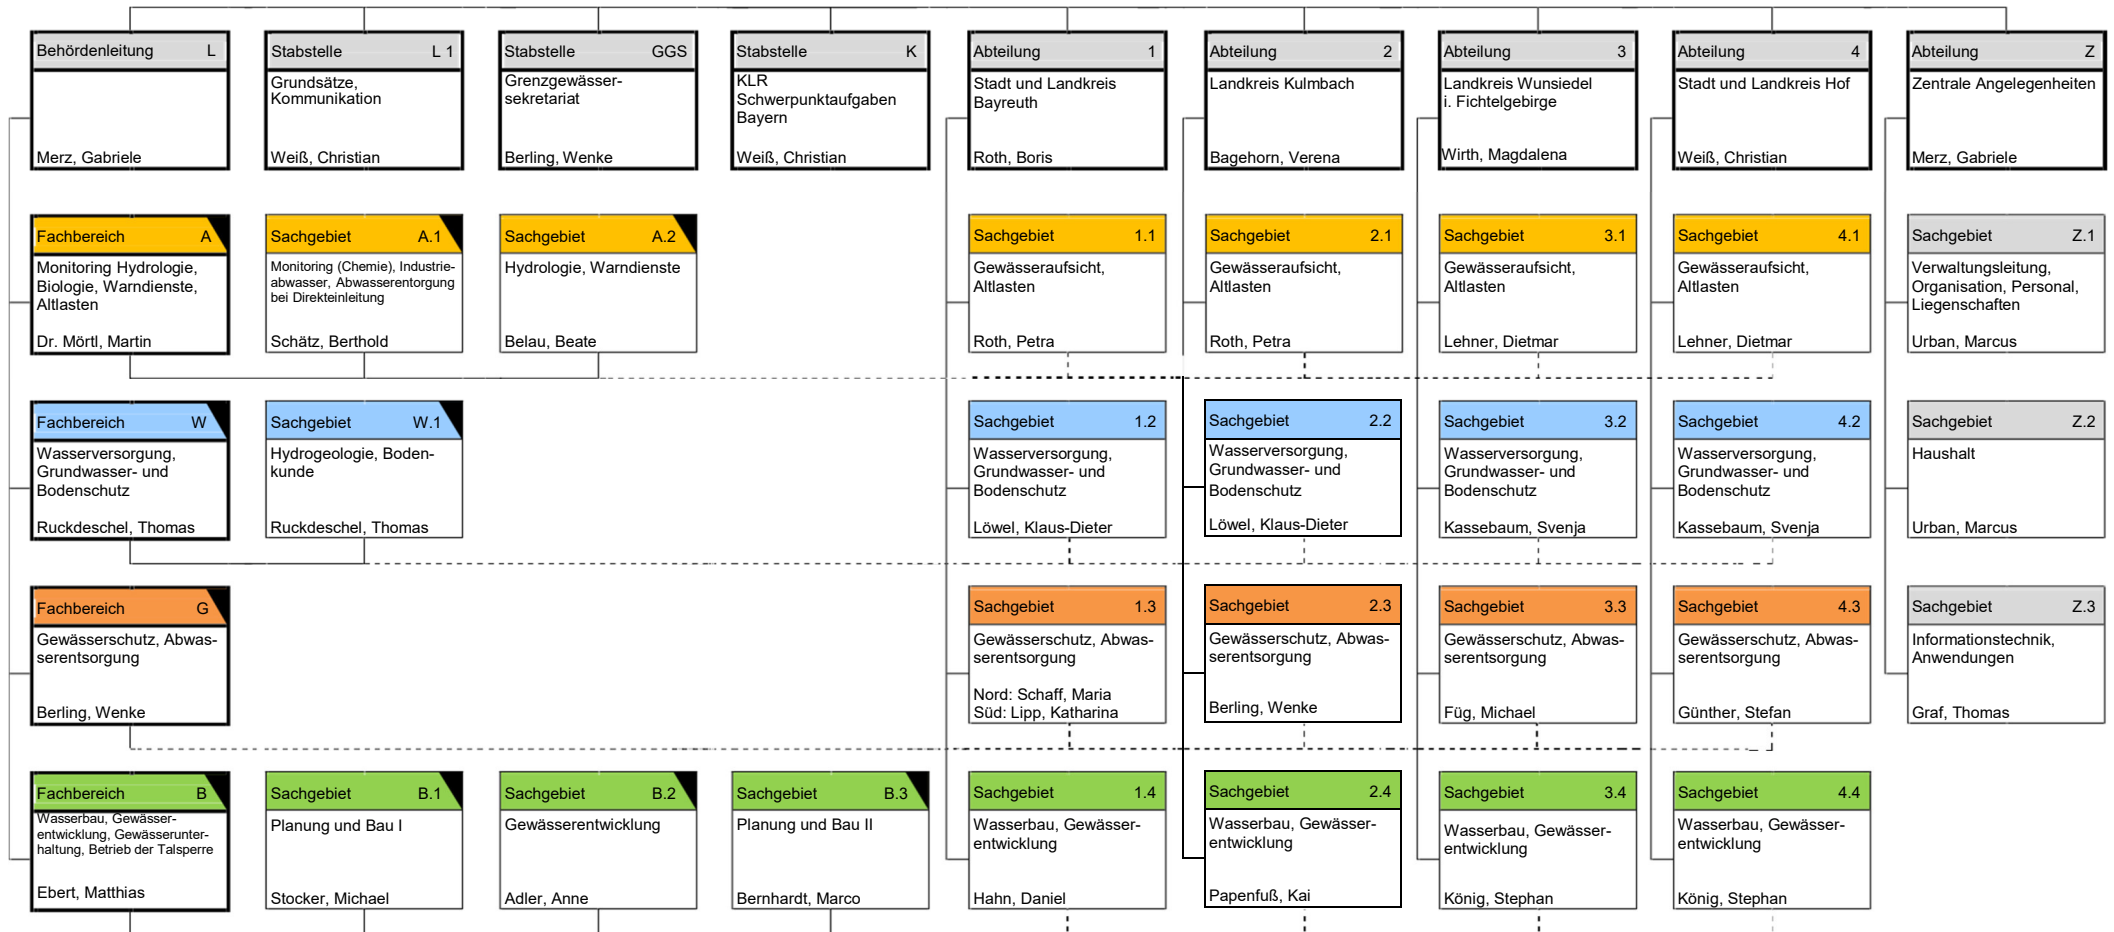 Behördenleitung L
Merz, Gabriele
Stabstelle L 1
Grundsätze,
Kommunikation
Weiß, Christian
Stabstelle GGS
Grenzgewässer-
sekretariat
Berling, Wenke
Stabstelle K
KLR
Schwerpunktaufgaben
Bayern
Weiß, Christian
Abteilung 1
Stadt und Landkreis
Bayreuth
Roth, Boris
Abteilung 2
Landkreis Kulmbach
Bagehorn, Verena
Abteilung 3
Landkreis Wunsiedel
i. Fichtelgebirge
Wirth, Magdalena
Abteilung 4
Stadt und Landkreis Hof
Weiß, Christian
Abteilung Z
Zentrale Angelegenheiten
Merz, Gabriele
Fachbereich A
Monitoring Hydrologie,
Biologie, Warndienste,
Altlasten
Dr. Mörtl, Martin
Sachgebiet A.1
Monitoring (Chemie), Industrie-
abwasser, Abwasserentorgung
bei Direkteinleitung
Schätz, Berthold
Sachgebiet A.2
Hydrologie, Warndienste
Belau, Beate
Sachgebiet 1.1
Gewässeraufsicht,
Altlasten
Roth, Petra
Sachgebiet 2.1
Gewässeraufsicht,
Altlasten
Roth, Petra
Sachgebiet 3.1
Gewässeraufsicht,
Altlasten
Lehner, Dietmar
Sachgebiet 4.1
Gewässeraufsicht,
Altlasten
Lehner, Dietmar
Sachgebiet Z.1
Verwaltungsleitung,
Organisation, Personal,
Liegenschaften
Urban, Marcus
Fachbereich W
Wasserversorgung,
Grundwasser- und
Bodenschutz
Ruckdeschel, Thomas
Sachgebiet W.1
Hydrogeologie, Boden-
kunde
Ruckdeschel, Thomas
Sachgebiet 1.2
Wasserversorgung,
Grundwasser- und
Bodenschutz
Löwel, Klaus-Dieter
Sachgebiet 2.2
Wasserversorgung,
Grundwasser- und
Bodenschutz
Löwel, Klaus-Dieter
Sachgebiet 3.2
Wasserversorgung,
Grundwasser- und
Bodenschutz
Kassebaum, Svenja
Sachgebiet 4.2
Wasserversorgung,
Grundwasser- und
Bodenschutz
Kassebaum, Svenja
Sachgebiet Z.2
Haushalt
Urban, Marcus
Fachbereich G
Gewässerschutz, Abwas-
serentsorgung
Berling, Wenke
Sachgebiet 1.3
Gewässerschutz, Abwas-
serentsorgung
Nord: Schaff, Maria
Süd: Lipp, Katharina
Sachgebiet 2.3
Gewässerschutz, Abwas-
serentsorgung
Berling, Wenke
Sachgebiet 3.3
Gewässerschutz, Abwas-
serentsorgung
Füg, Michael
Sachgebiet 4.3
Gewässerschutz, Abwas-
serentsorgung
Günther, Stefan
Sachgebiet Z.3
Informationstechnik,
Anwendungen
Graf, Thomas
Fachbereich B
Wasserbau, Gewässer-
entwicklung, Gewässerunter-
haltung, Betrieb der Talsperre
Ebert, Matthias
Sachgebiet B.1
Planung und Bau I
Stocker, Michael
Sachgebiet B.2
Gewässerentwicklung
Adler, Anne
Sachgebiet B.3
Planung und Bau II
Bernhardt, Marco
Sachgebiet 1.4
Wasserbau, Gewässer-
entwicklung
Hahn, Daniel
Sachgebiet 2.4
Wasserbau, Gewässer-
entwicklung
Papenfuß, Kai
Sachgebiet 3.4
Wasserbau, Gewässer-
entwicklung
König, Stephan
Sachgebiet 4.4
Wasserbau, Gewässer-
entwicklung
König, Stephan